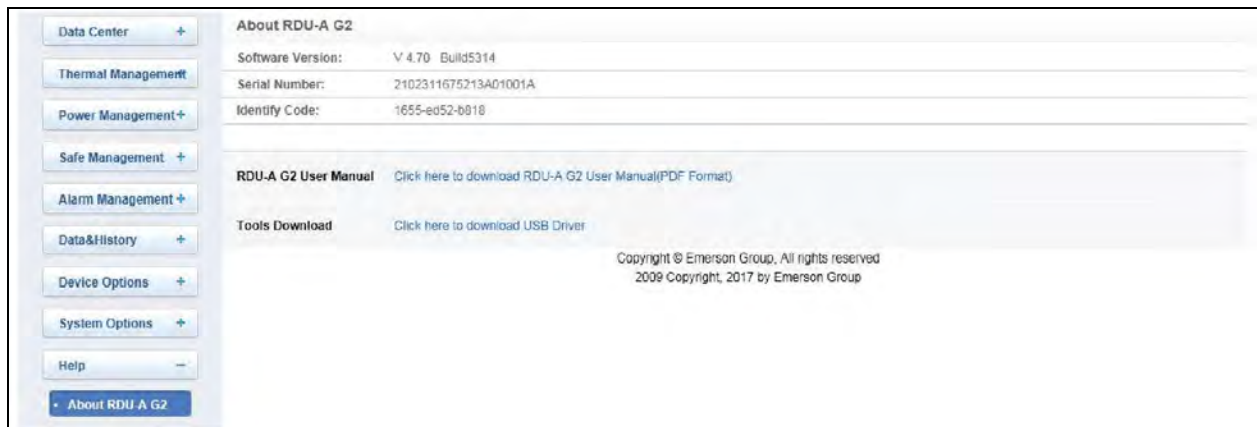 Data Center +
Thermal Management+
Power Management+
Safe Management +
Alarm Management +
Data&History +
Device Options +
System Options +
Help −
• About RDU-A G2
About RDU-A G2
Software Version: V 4.70 Build5314
Serial Number: 2102311675213A01001A
Identify Code: 1655-ed52-b818
RDU-A G2 User Manual Click here to download RDU-A G2 User Manual(PDF Format)
Tools Download Click here to download USB Driver
Copyright © Emerson Group, All rights reserved
2009 Copyright, 2017 by Emerson Group